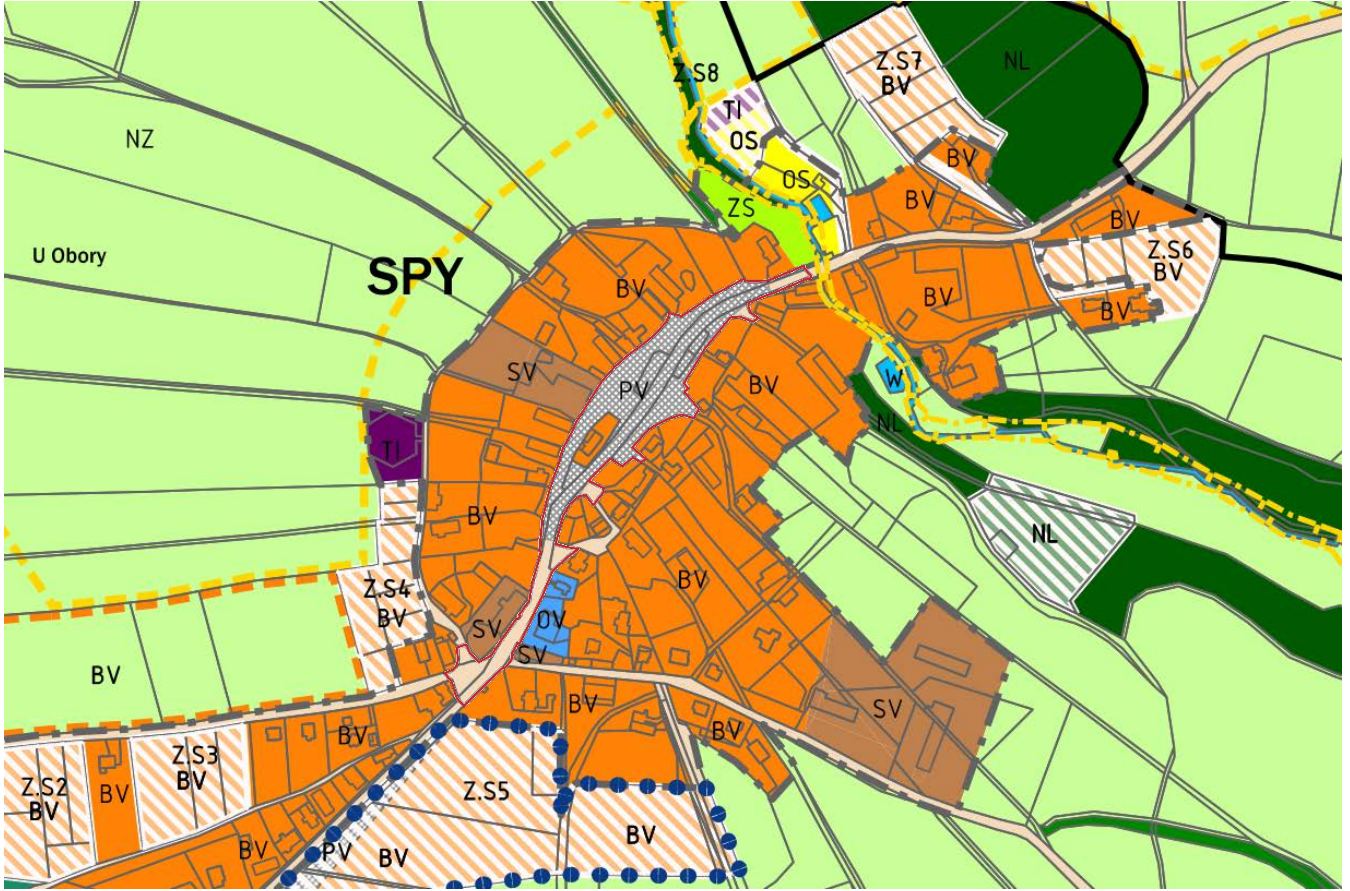 Z.S7
BV
NL
Z.S8
TI
OS
NZ
OS
BV
BV
ZS
BV
U Obory
SPY
Z.S6
BV
BV
BV
BV
SV
PV
BV
W
NL
TI
BV
NL
BV
Z.S4
BV
OV
SV
SV
BV
BV
SV
BV
BV
Z.S3
BV
Z.S2
BV
BV
Z.S5
BV
BV
PV
BV